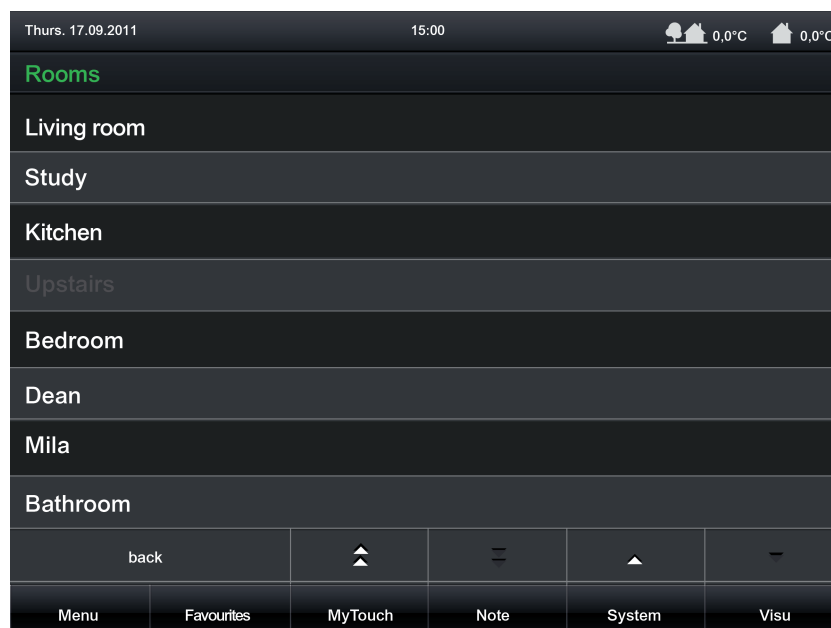 Thurs. 17.09.2011 15:00 0,0°C 0,0°C
Rooms
Living room
Study
Kitchen
Upstairs
Bedroom
Dean
Mila
Bathroom
back
Menu Favourites MyTouch Note System Visu